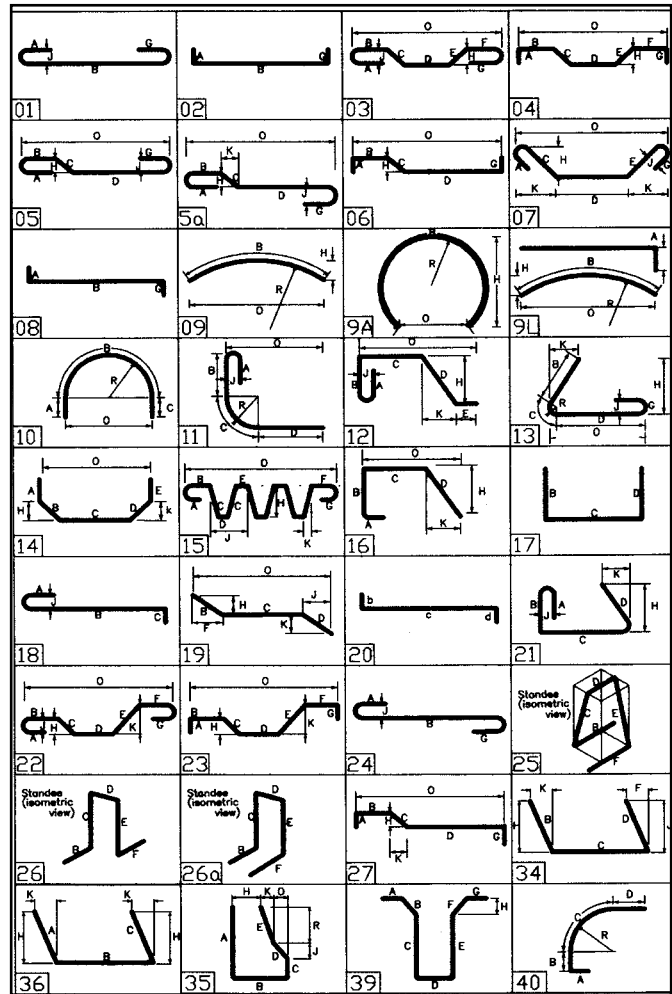 A J B G
01
A B G
02
O
B C D E F
A J H H G
03
O
B C D E F
A H G
04
O
B H C D G
A
05
O
K
B H C D J
A G
5a
O
B H C D G
A
06
O
H J
A C E G
K D K
07
A B G
08
B H
R
O
09
B
R H
O
9A
A
B
H R
O
9L
B
R
A C
O
10
O
B J A
R
C D
11
O
C
J D H
B A
K E
12
K
B H
R J G
C D
O
13
O
A E
H B C D k
14
O
B E F
A C C H G
D K
J
15
O
C
B D H
A K
16
B D
C
17
A
J
B C
18
O
B H C J
F K D
19
b
c d
20
K
B A D H
J
C
21
O
B C D E F
A H K G
22
O
B C D E F
A H K G
23
A
J
B G
24
Standee
(isometric
view)
D
C E
B
F
25
Standee
(isometric
view)
D
C E
B F
26
Standee
(isometric
view)
D
C E
B F
26a
O
B H C D G
A
K
27
K F
B D J
C
34
K K
H A C H
B
36
H K O
A E R
D J
C
B
35
A G
B F H
C E
D
39
D
C
R
B
A
40